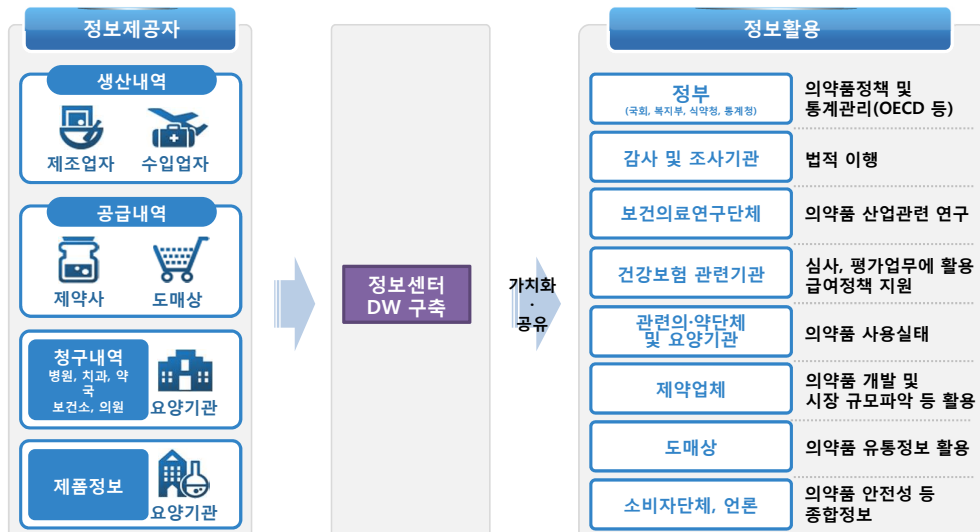 정보제공자
생산내역
제조업자
수입업자
공급내역
제약사
도매상
청구내역
병원, 치과, 약
국
보건소, 의원
요양기관
제폼정보
요양기관
정보센터
DW 구축
가치화
·
공유
정보활용
정부
(국회, 복지부, 식약청, 통계청)
의약품정책 및
통계관리(OECD 등)
감사 및 조사기관
법적 이행
보건의료연구단체
의약품 산업관련 연구
건강보험 관련기관
심사, 평가업무에 활용
급여정책 지원
관련의·약단체
및 요양기관
의약품 사용실태
제약업체
의약품 개발 및
시장 규모파악 등 활용
도매상
의약품 유통정보 활용
소비자단체, 언론
의약품 안전성 등
종합정보